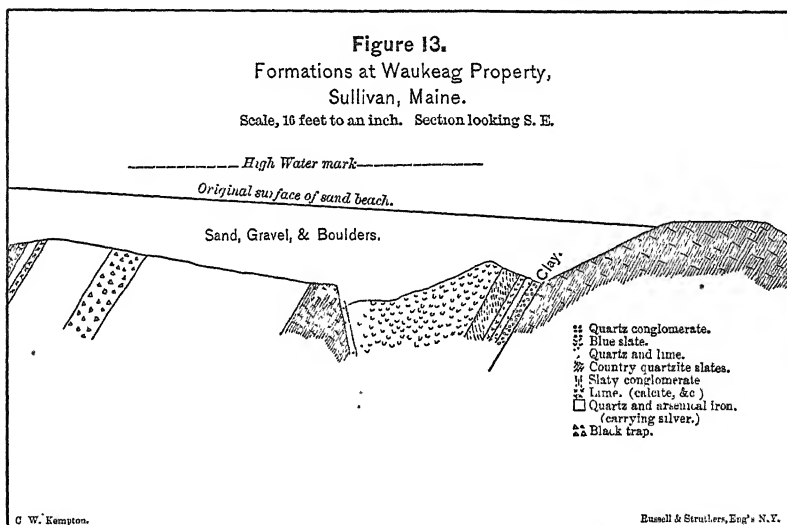 Figure 13.
Formations at Waukeag Property,
Sullivan, Maine.
Scale, 16 feet to an inch. Section looking S. E.
High Water mark
Original surface of sand beach.
Sand, Gravel, & Boulders.
Clay.
Quartz conglomerate.
Blue slate.
Quartz and lime.
Country quartzite slates.
Slaty conglomerate
Lime. (calcite, &c)
Quartz and arsenical iron.
(carrying silver.)
Black trap.
C W. Kempton.
Russell & Struthers, Eng's N.Y.